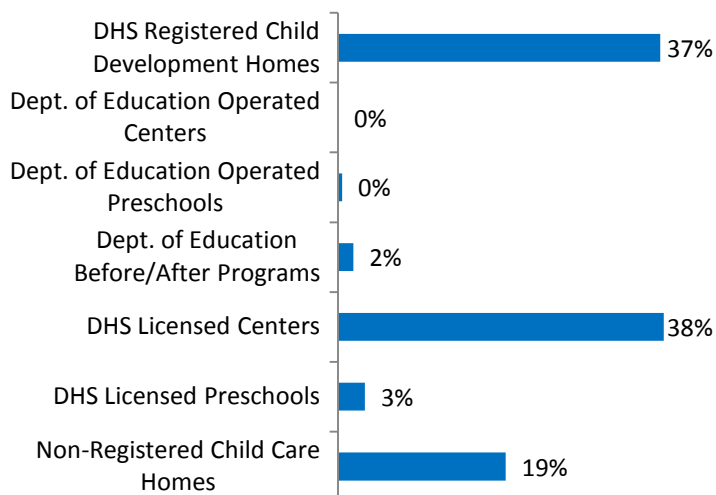 DHS Registered Child
Development Homes
37%
Dept. of Education Operated
Centers
0%
Dept. of Education Operated
Preschools
0%
Dept. of Education
Before/After Programs
2%
DHS Licensed Centers
38%
DHS Licensed Preschools
3%
Non-Registered Child Care
Homes
19%